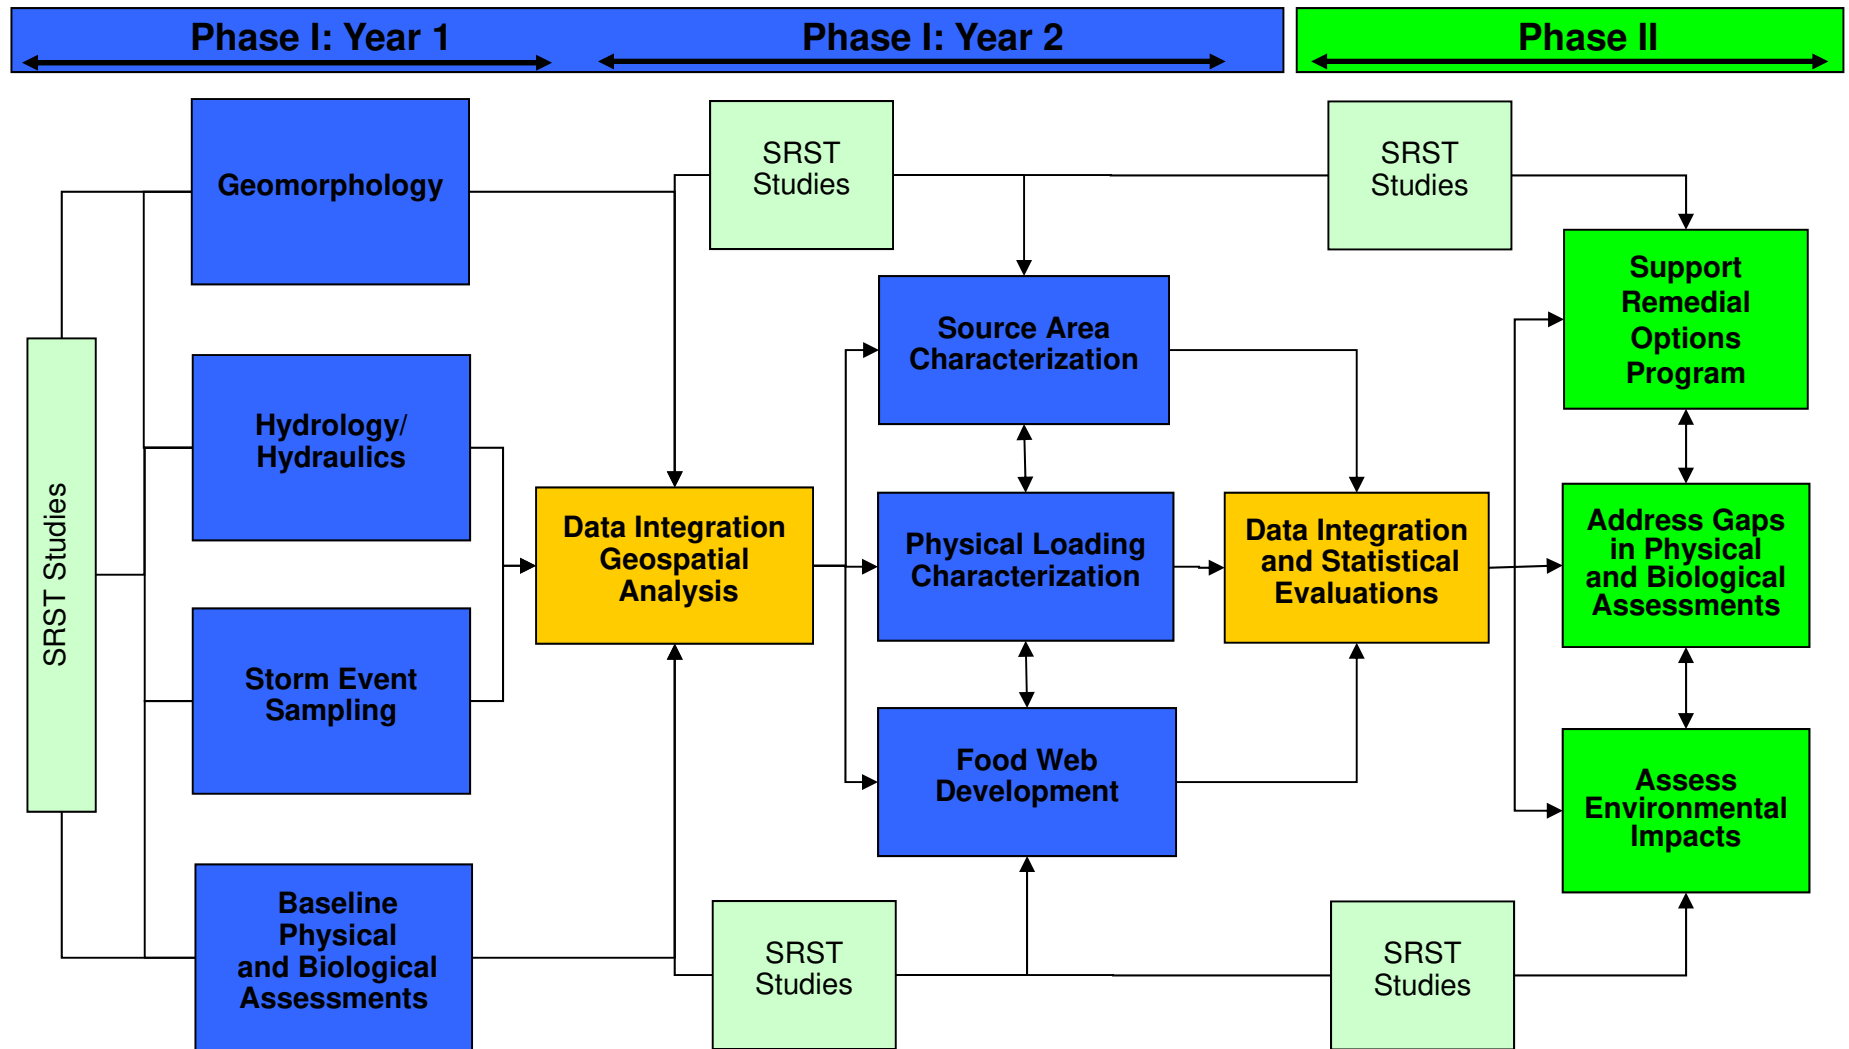 Phase I: Year 1
Phase I: Year 2
Phase II
SRST Studies
Geomorphology
Hydrology/
Hydraulics
Storm Event
Sampling
Baseline
Physical
and Biological
Assessments
Data Integration
Geospatial
Analysis
SRST
Studies
Source Area
Characterization
Physical Loading
Characterization
Food Web
Development
SRST
Studies
Data Integration
and Statistical
Evaluations
SRST
Studies
Support
Remedial
Options
Program
Address Gaps
in Physical
and Biological
Assessments
Assess
Environmental
Impacts
SRST
Studies